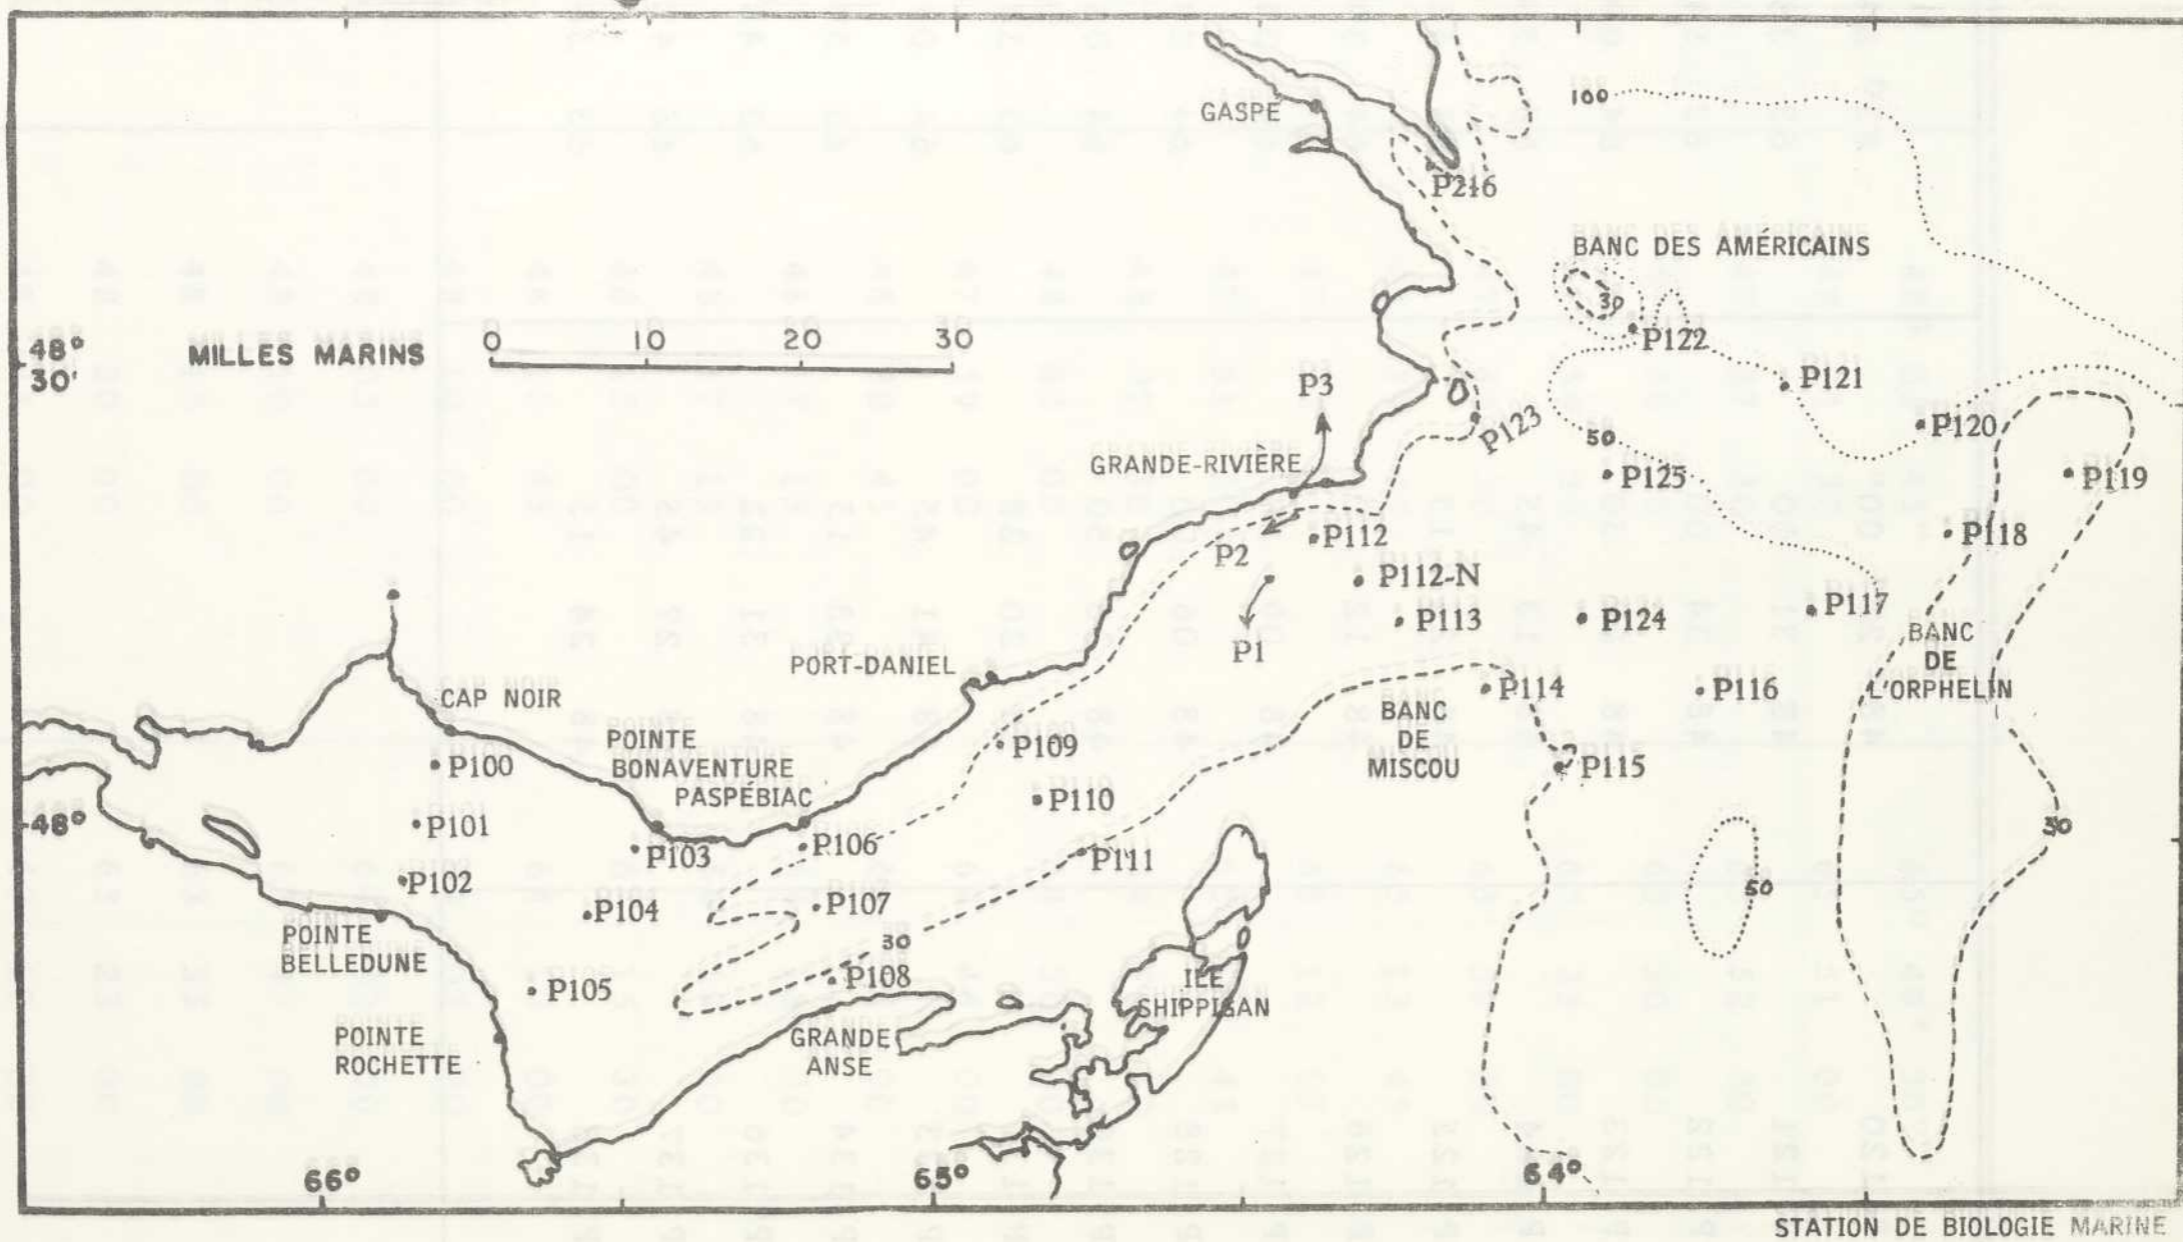 GASPE
100
P216
BANC DES AMÉRICAINS
30
P122
48°
30'
MILLES MARINS
0 10 20 30
P3
P121
P123
P120
50
GRANDE-RIVIÈRE
P125
P119
P2
P112
P118
P112-N
P113
P124
P117
P1
BANC
DE
L'ORPHELIN
PORT-DANIEL
CAP NOIR
P114
P116
BANC
DE
MISCOU
POINTE
BONAVENTURE
PASPÉBIAC
P109
P100
P115
P110
48°
P101
30
P103
P106
P111
P102
50
P104
P107
POINTE
BELLEDUNE
30
P105
P108
ILE
SHIPPIGAN
POINTE
ROCHETTE
GRANDE
ANSE
66°
65°
64°
STATION DE BIOLOGIE MARINE